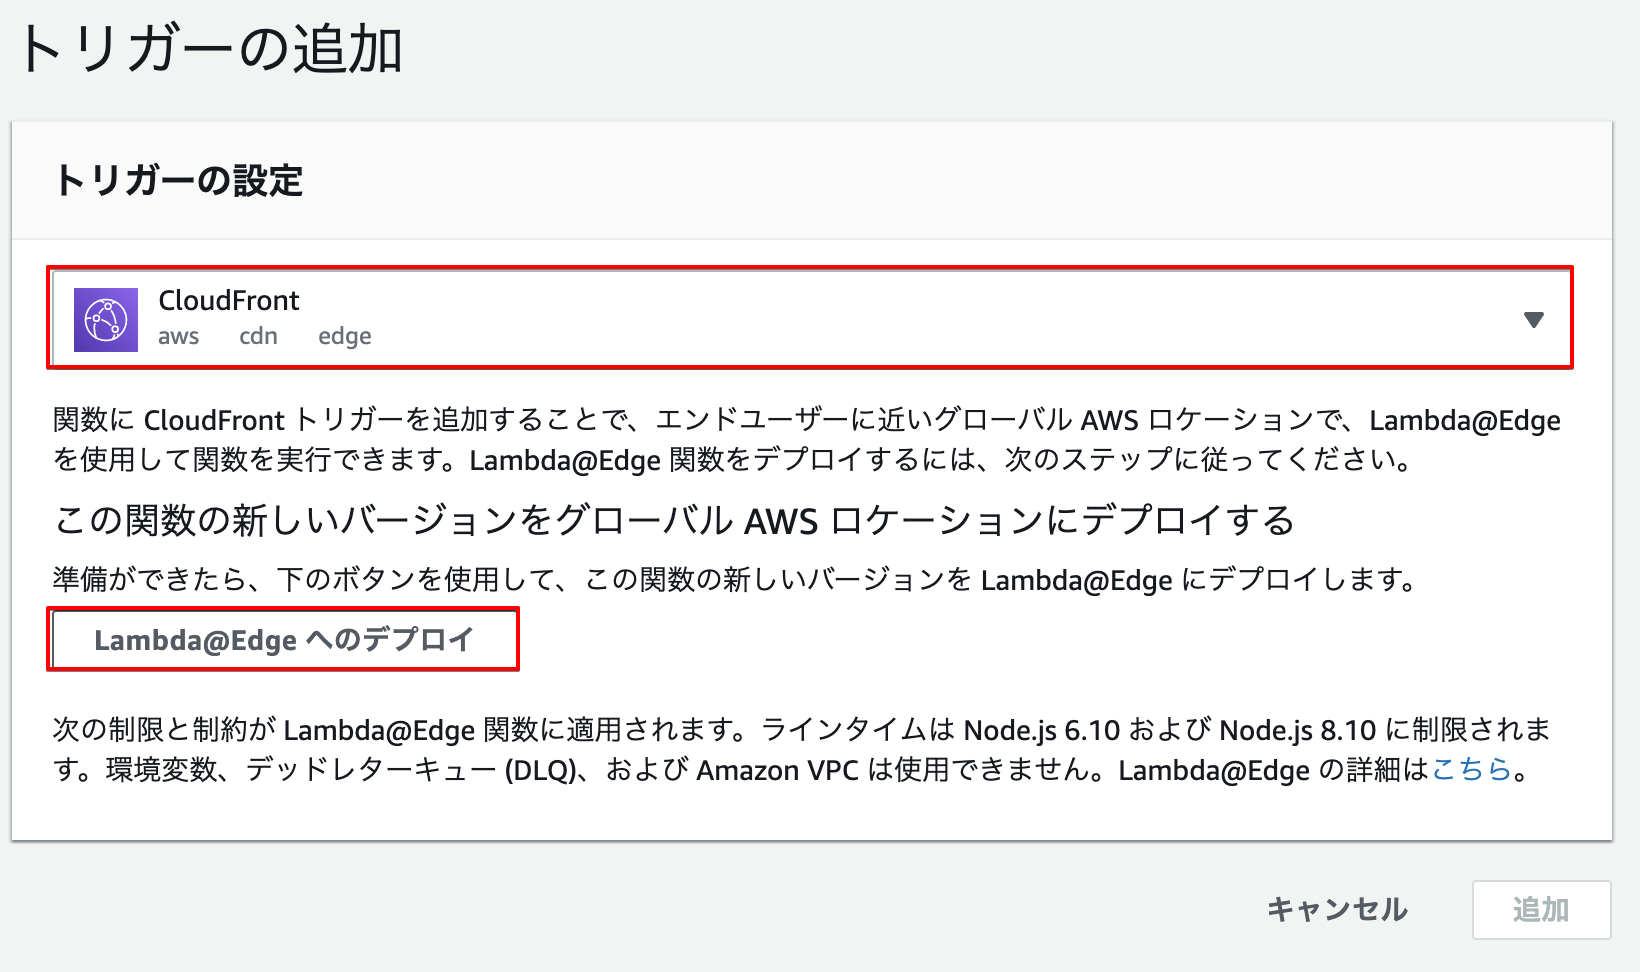 トリガーの追加
トリガーの設定
CloudFront
aws cdn edge
関数に CloudFront トリガーを追加することで、エンドユーザーに近いグローバル AWS ロケーションで、Lambda@Edge
を使用して関数を実行できます。Lambda@Edge 関数をデプロイするには、次のステップに従ってください。
この関数の新しいバージョンをグローバル AWS ロケーションにデプロイする
準備ができたら、下のボタンを使用して、この関数の新しいバージョンを Lambda@Edge にデプロイします。
Lambda@Edge へのデプロイ
次の制限と制約が Lambda@Edge 関数に適用されます。ラインタイムは Node.js 6.10 および Node.js 8.10 に制限されま
す。環境変数、デッドレターキュー (DLQ)、および Amazon VPC は使用できません。Lambda@Edge の詳細はこちら。
キャンセル 追加